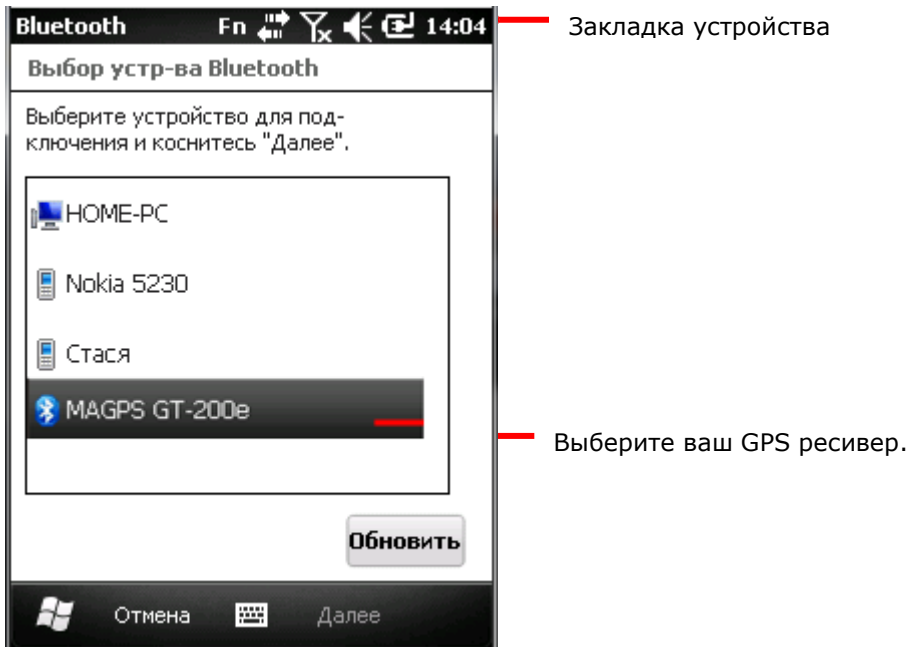 Bluetooth Fn 14:04
Закладка устройства
Выбор устр-ва Bluetooth
Выберите устройство для под-
ключения и коснитесь "Далее".
HOME-PC
Nokia 5230
Стася
MAGPS GT-200e
Выберите ваш GPS ресивер.
Обновить
Отмена Далее